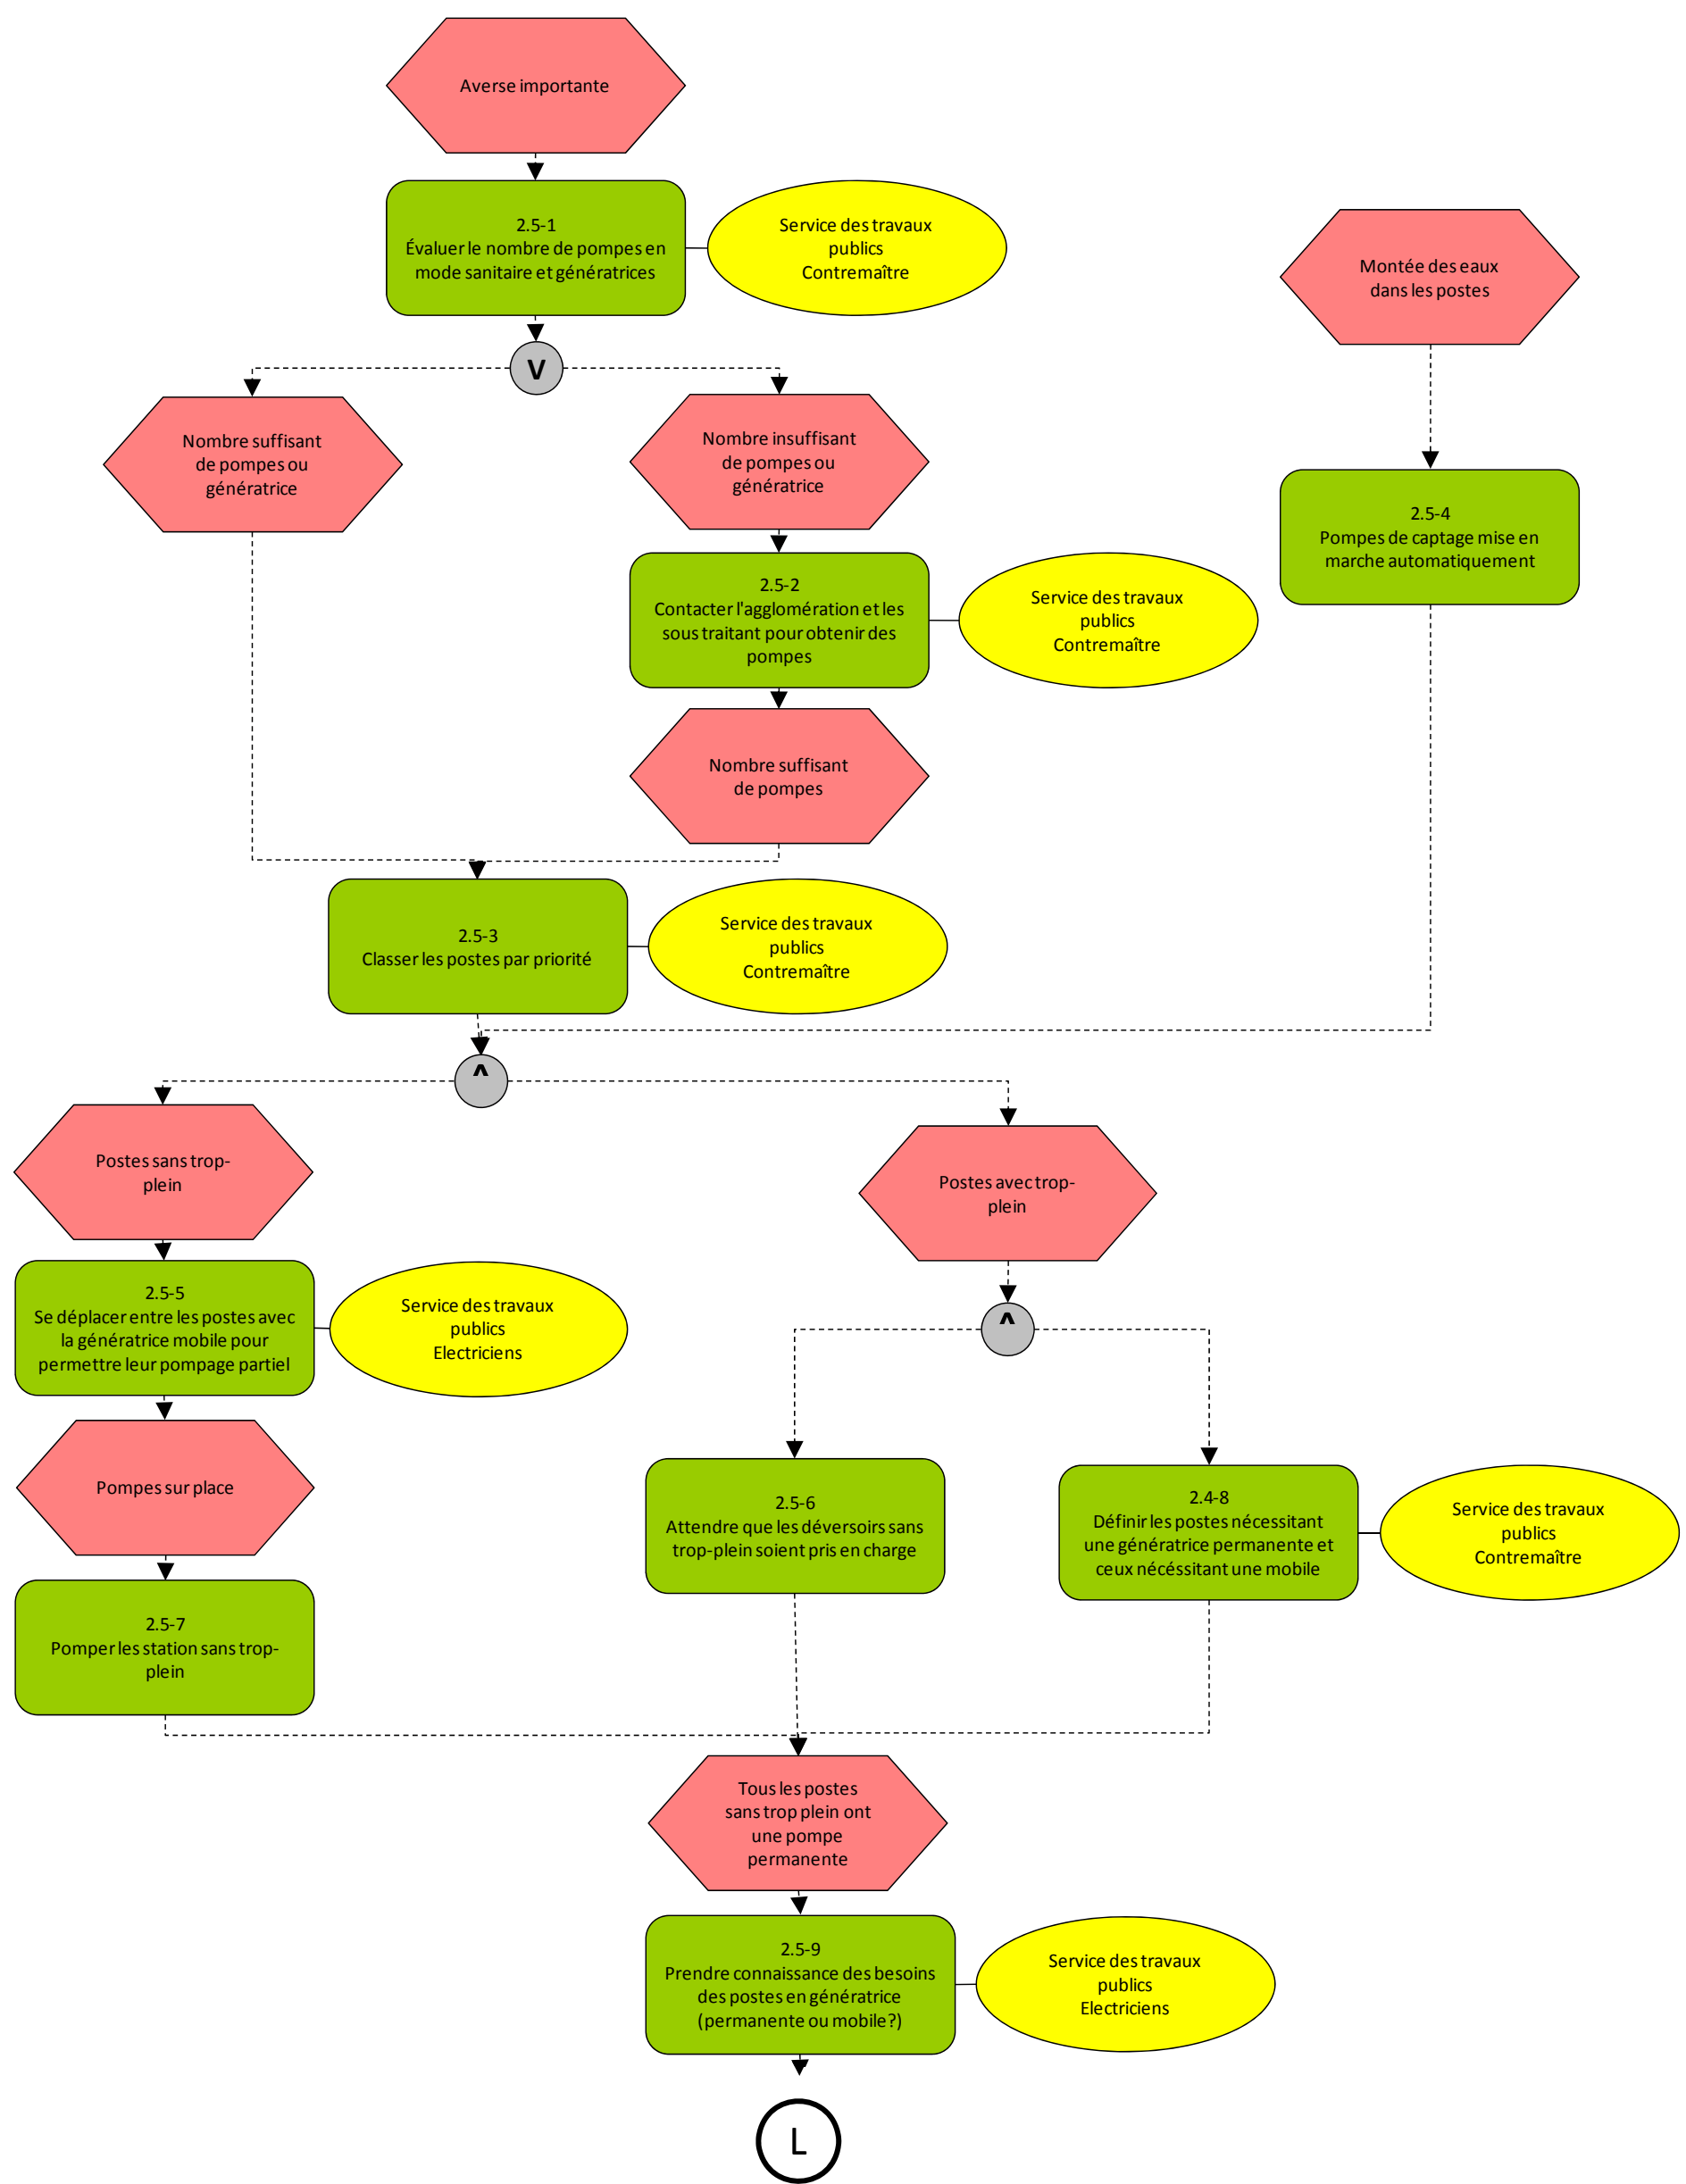 Averse importante
2.5-1
Évaluer le nombre de pompes en
mode sanitaire et génératrices
Service des travaux
publics
Contremaître
Montée des eaux
dans les postes
V
Nombre suffisant
de pompes ou
génératrice
Nombre insuffisant
de pompes ou
génératrice
2.5-4
Pompes de captage mise en
marche automatiquement
2.5-2
Contacter l'agglomération et les
sous traitant pour obtenir des
pompes
Service des travaux
publics
Contremaître
Nombre suffisant
de pompes
2.5-3
Classer les postes par priorité
Service des travaux
publics
Contremaître
^
Postes sans trop-
plein
Postes avec trop-
plein
2.5-5
Se déplacer entre les postes avec
la génératrice mobile pour
permettre leur pompage partiel
Service des travaux
publics
Electriciens
^
Pompes sur place
2.5-6
Attendre que les déversoirs sans
trop-plein soient pris en charge
2.4-8
Définir les postes nécessitant
une génératrice permanente et
ceux nécéssitant une mobile
Service des travaux
publics
Contremaître
2.5-7
Pomper les station sans trop-
plein
Tous les postes
sans trop plein ont
une pompe
permanente
2.5-9
Prendre connaissance des besoins
des postes en génératrice
(permanente ou mobile?)
Service des travaux
publics
Electriciens
L